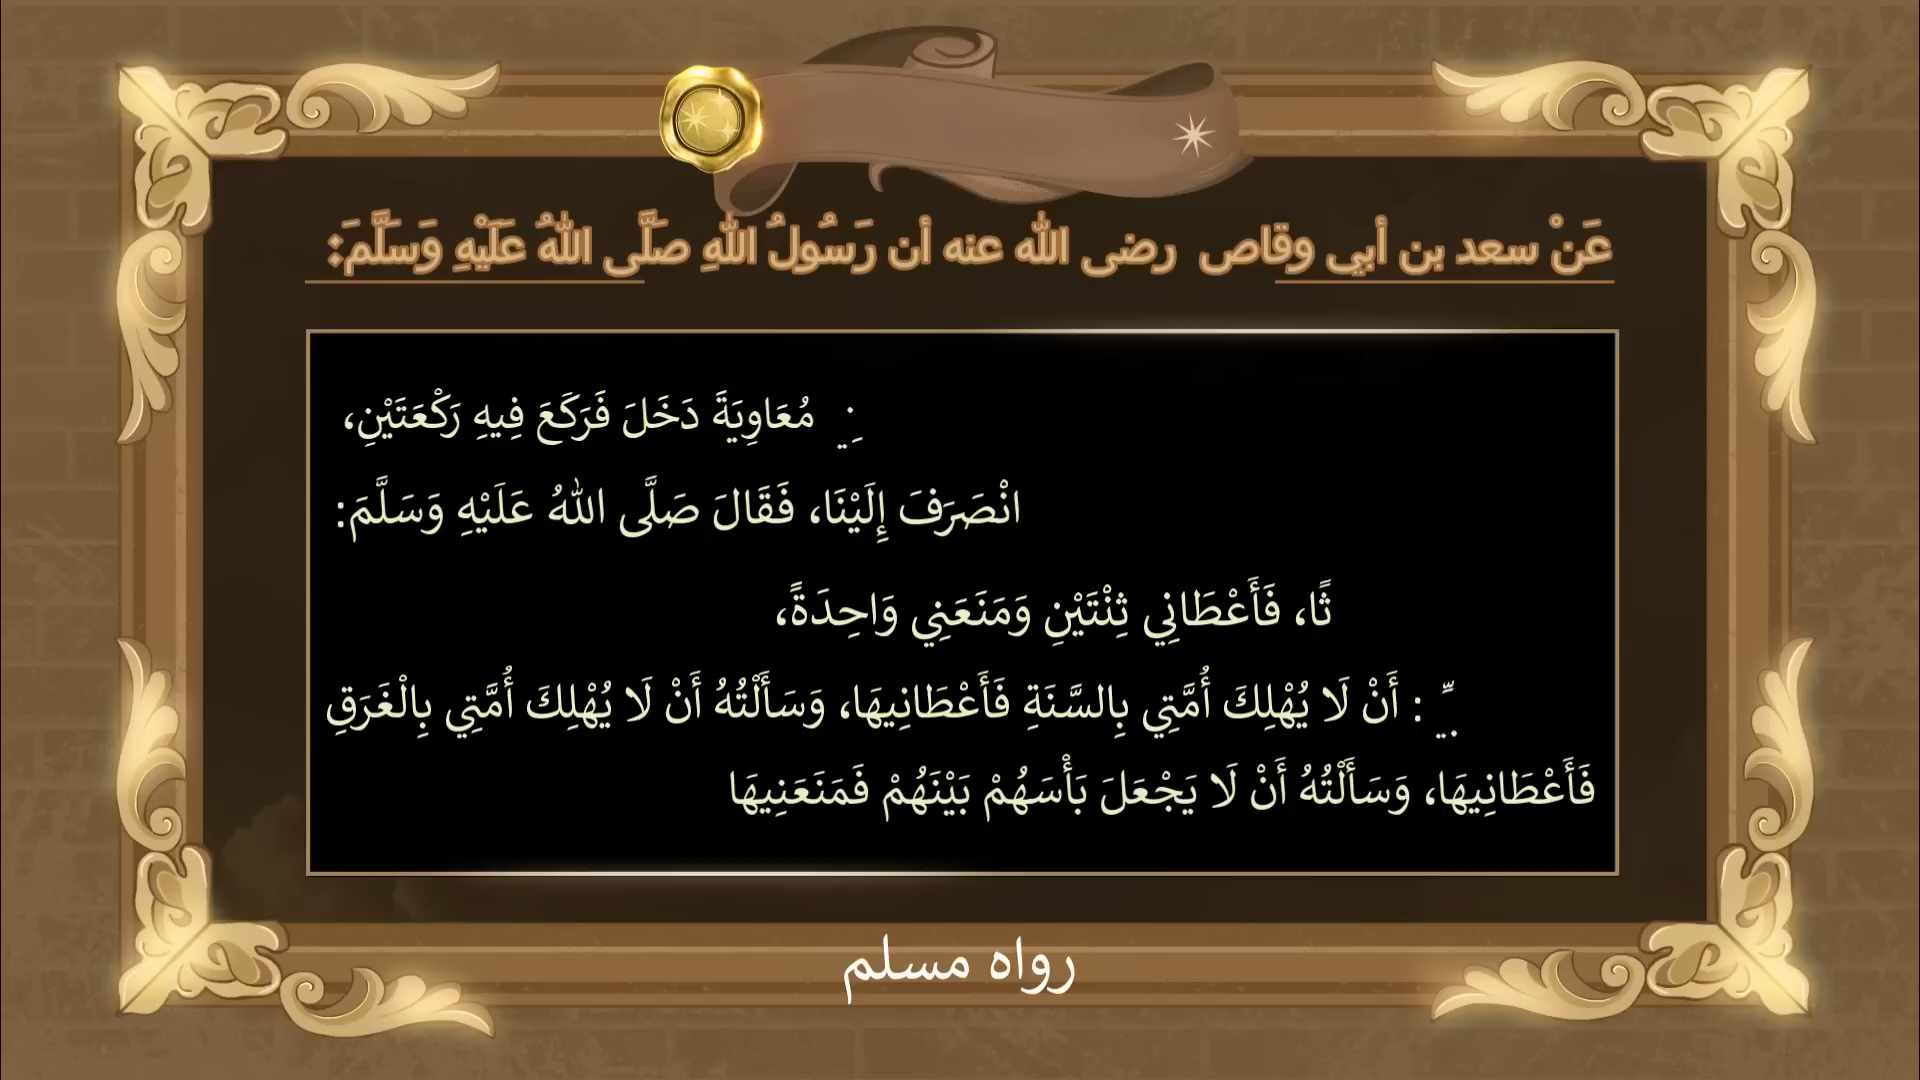 عَنْ سعد بن أبي وقاص رضى الله عنه أن رَسُولُ اللهِ صَلَّى اللهُ عَلَيْهِ وَسَلَّمَ:
مُعَاوِيَةَ دَخَلَ فَرَكَعَ فِيهِ رَكْعَتَيْنِ،
انْصَرَفَ إِلَيْنَا، فَقَالَ صَلَّى اللهُ عَلَيْهِ وَسَلَّمَ:
ثًا، فَأَعْطَانِي ثِنْتَيْنِ وَمَنَعَنِي وَاحِدَةً،
: أَنْ لَا يُهْلِكَ أُمَّتِي بِالسَّنَةِ فَأَعْطَانِيهَا، وَسَأَلْتُهُ أَنْ لَا يُهْلِكَ أُمَّتِي بِالْغَرَقِ
فَأَعْطَانِيهَا، وَسَأَلْتُهُ أَنْ لَا يَجْعَلَ بَأْسَهُمْ بَيْنَهُمْ فَمَنَعَنِيهَا
رواه مسلم